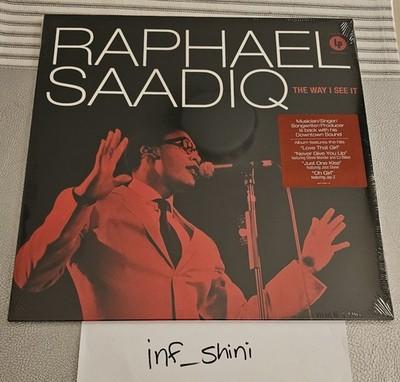 RAPHAEL
SAADIQ
THE WAY I SEE IT
LP
Musician/Singer/
Songwriter/Producer
is back with his
Downtown Sound
Album features the hits
"Love That Girl"
"Never Give You Up"
featuring Stevie Wonder and CJ Hilton
"Just One Kiss"
featuring Joss Stone
"Oh Girl"
featuring Jay-Z
inf_shini